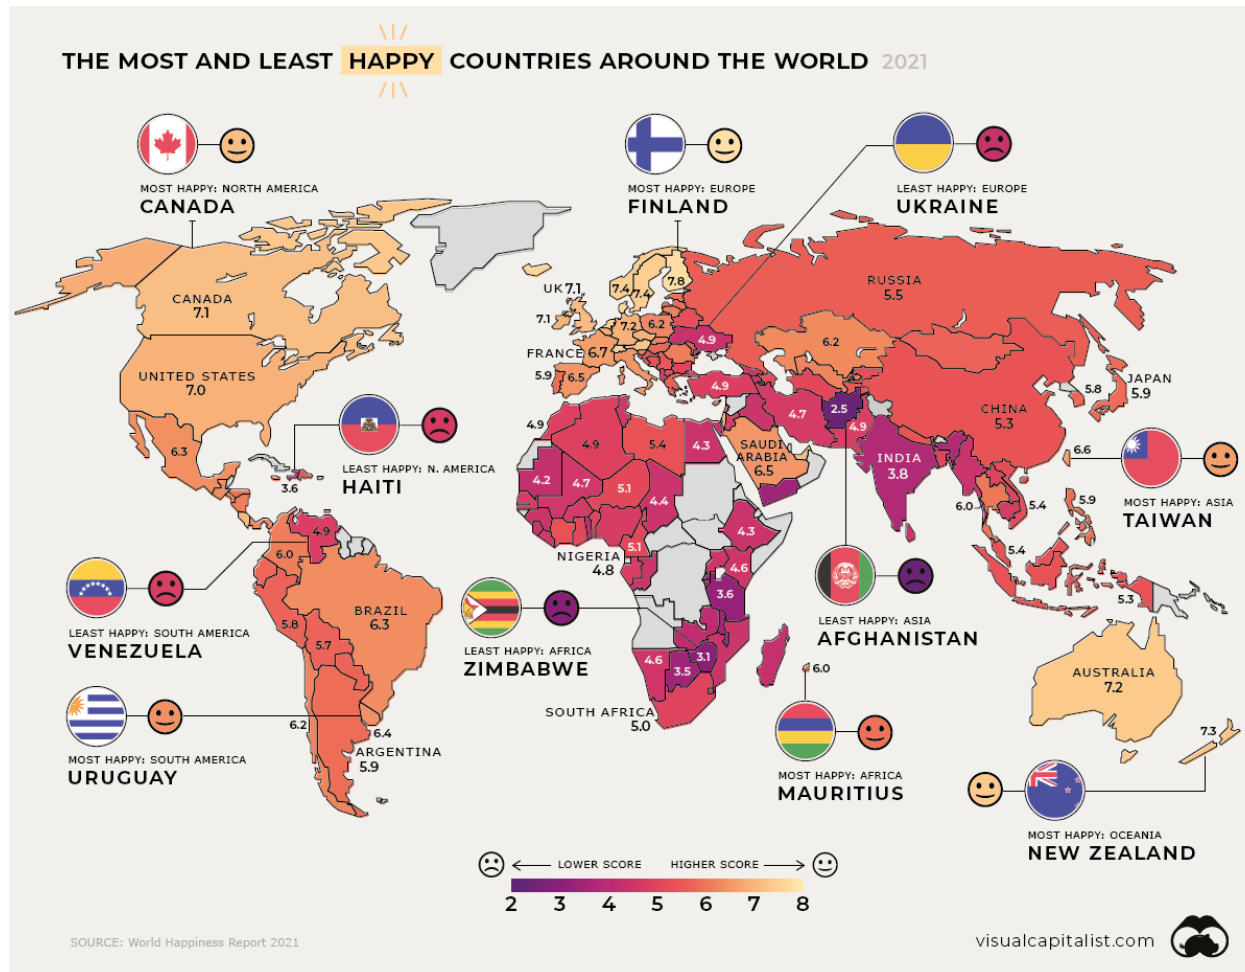 THE MOST AND LEAST HAPPY COUNTRIES AROUND THE WORLD 2021
MOST HAPPY: NORTH AMERICA
CANADA
MOST HAPPY: EUROPE
FINLAND
LEAST HAPPY: EUROPE
UKRAINE
CANADA
7.1
UNITED STATES
7.0
6.3
LEAST HAPPY: N. AMERICA
HAITI
3.6
UK 7.1
7.1
7.4
7.4
7.8
7.2
6.2
FRANCE 6.7
5.9
6.5
4.9
4.9
RUSSIA
5.5
6.2
CHINA
5.3
5.8
JAPAN
5.9
6.6
MOST HAPPY: ASIA
TAIWAN
4.9
4.9
5.4
4.3
SAUDI
ARABIA
6.5
4.7
2.5
4.9
INDIA
3.8
4.2
4.7
5.1
4.4
4.3
NIGERIA
4.8
5.1
4.6
3.6
6.0
5.4
5.9
5.4
5.3
4.9
6.0
LEAST HAPPY: SOUTH AMERICA
VENEZUELA
BRAZIL
6.3
5.8
5.7
LEAST HAPPY: AFRICA
ZIMBABWE
LEAST HAPPY: ASIA
AFGHANISTAN
4.6
3.5
3.1
SOUTH AFRICA
5.0
6.0
MOST HAPPY: AFRICA
MAURITIUS
AUSTRALIA
7.2
7.3
MOST HAPPY: OCEANIA
NEW ZEALAND
MOST HAPPY: SOUTH AMERICA
URUGUAY
6.2
6.4
ARGENTINA
5.9
LOWER SCORE HIGHER SCORE
2 3 4 5 6 7 8
SOURCE: World Happiness Report 2021
visualcapitalist.com